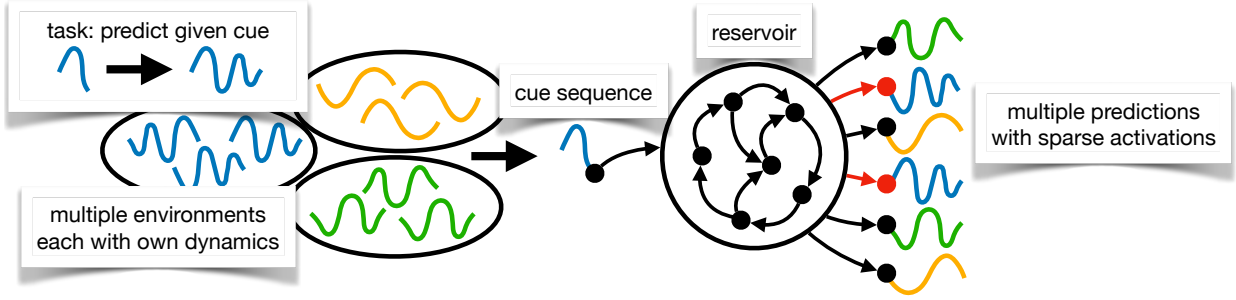 task: predict given cue
multiple environments
each with own dynamics
cue sequence
reservoir
multiple predictions
with sparse activations